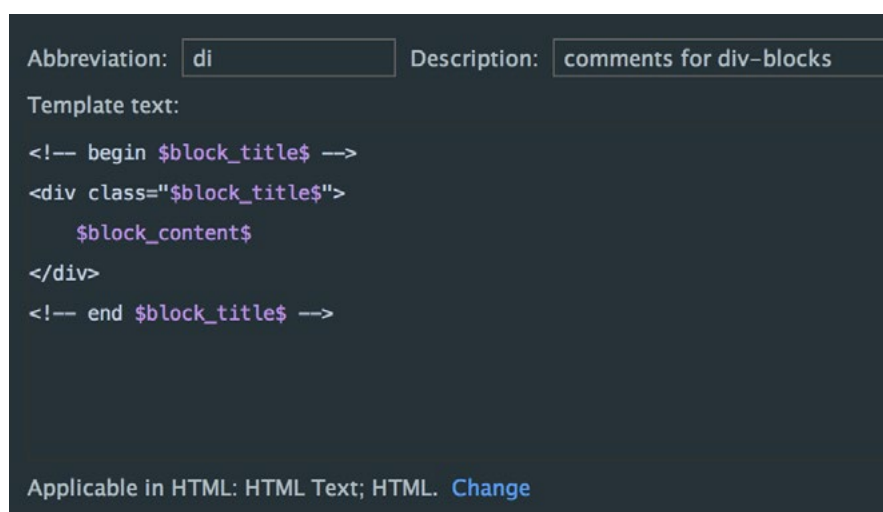 Abbreviation: di Description: comments for div-blocks
Template text:
<!-- begin $block_title$ -->
<div class="$block_title$">
$block_content$
</div>
<!-- end $block_title$ -->
Applicable in HTML: HTML Text; HTML. Change